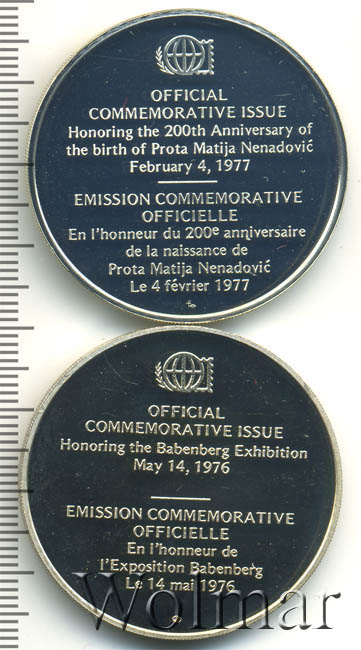 OFFICIAL
COMMEMORATIVE ISSUE
Honoring the 200th Anniversary of
the birth of Prota Matija Nenadović
February 4, 1977
EMISSION COMMEMORATIVE
OFFICIELLE
En l'honneur du 200e anniversaire
de la naissance de
Prota Matija Nenadović
Le 4 février 1977
OFFICIAL
COMMEMORATIVE ISSUE
Honoring the Babenberg Exhibition
May 14, 1976
EMISSION COMMEMORATIVE
OFFICIELLE
En l'honneur de
l'Exposition Babenberg
Le 14 mai 1976
Wolmar